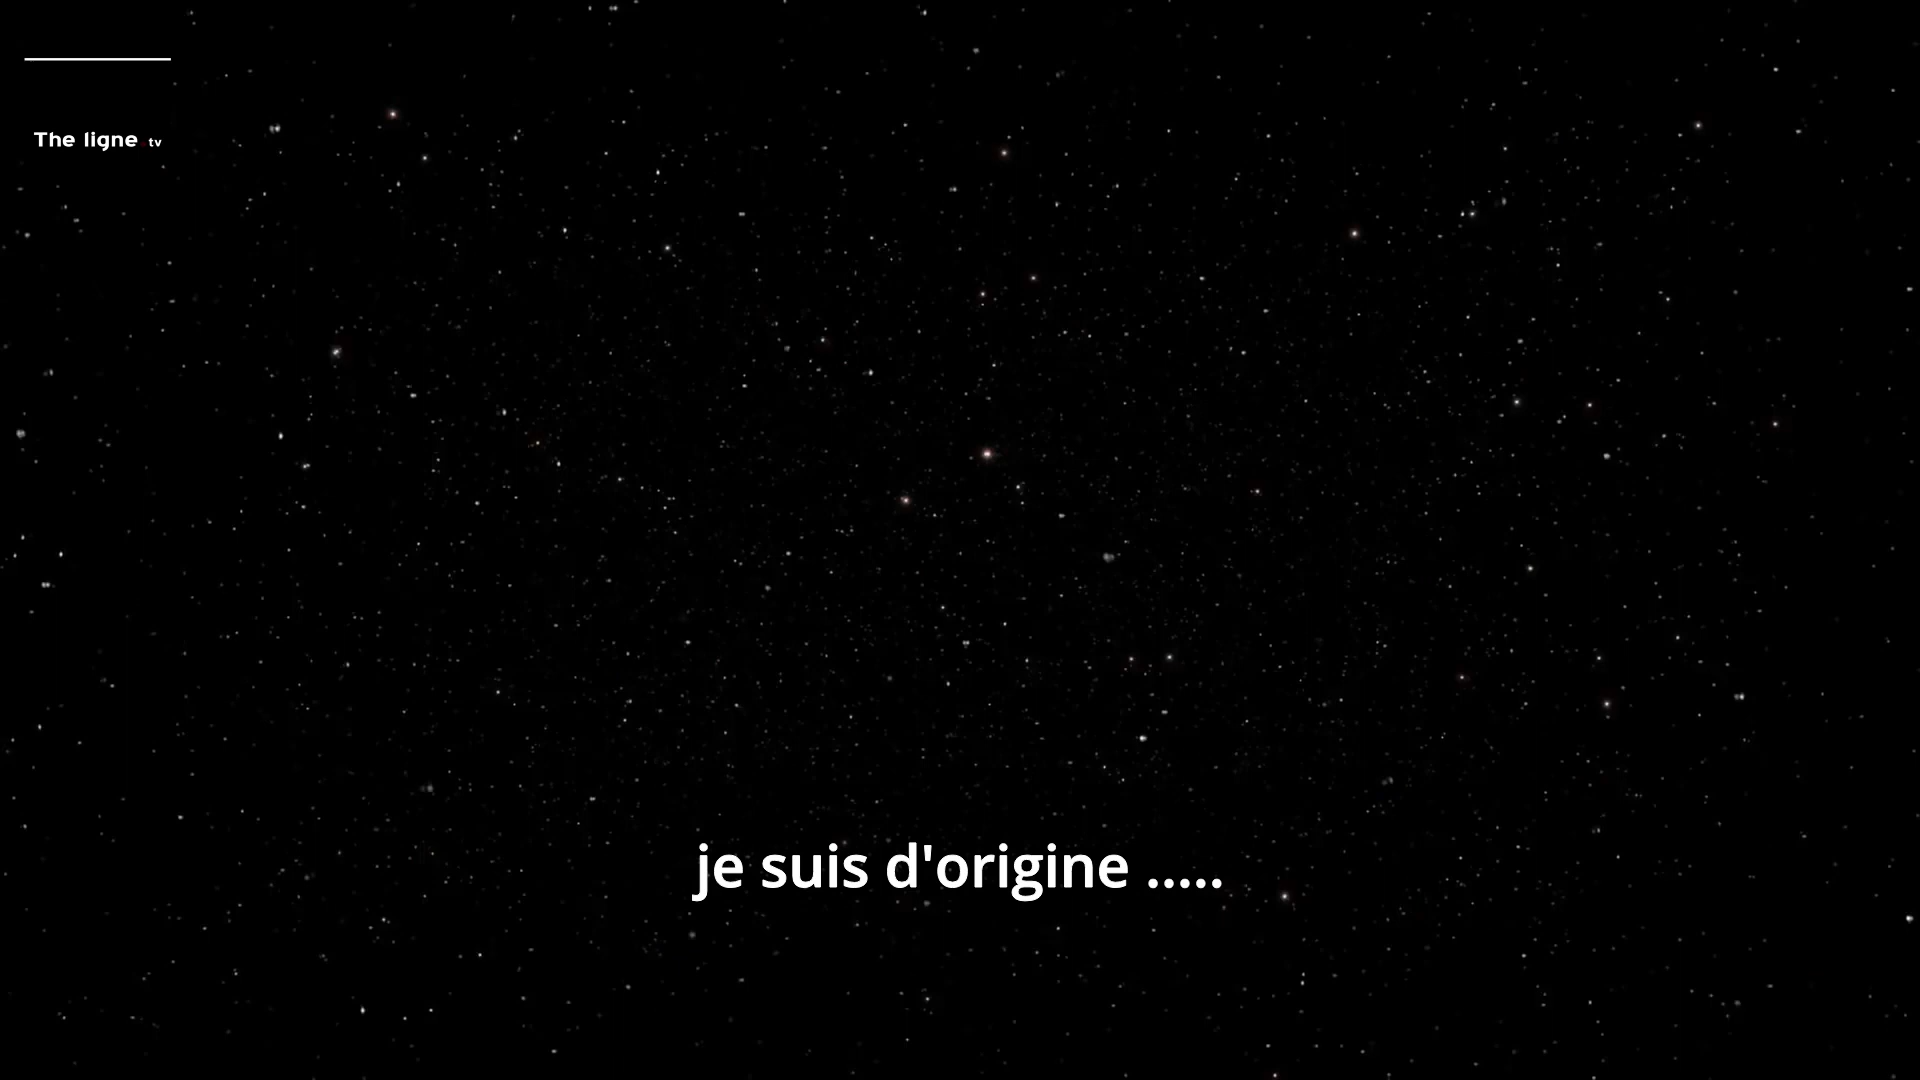 The ligne tv
je suis d'origine .....